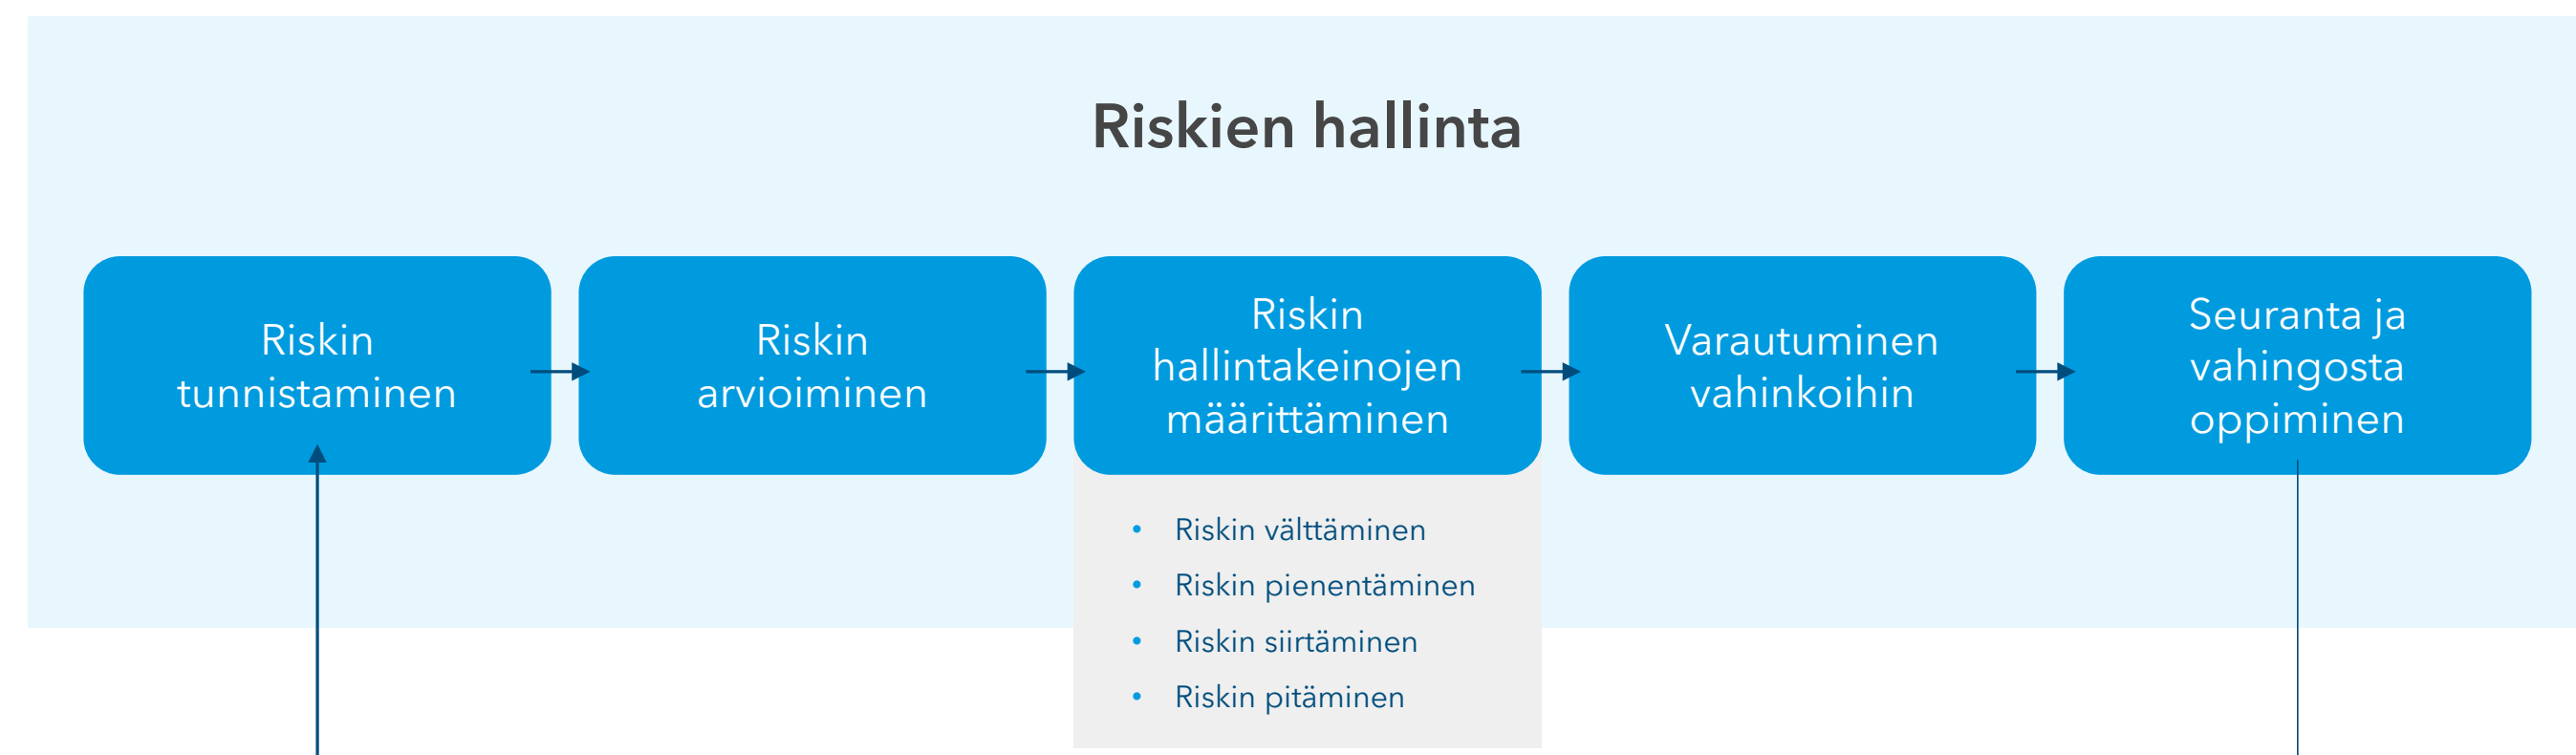 Riskien hallinta
Riskin
tunnistaminen
Riskin
arvioiminen
Riskin
hallintakeinojen
määrittäminen
Varautuminen
vahinkoihin
Seuranta ja
vahingosta
oppiminen
• Riskin välttäminen
• Riskin pienentäminen
• Riskin siirtäminen
• Riskin pitäminen